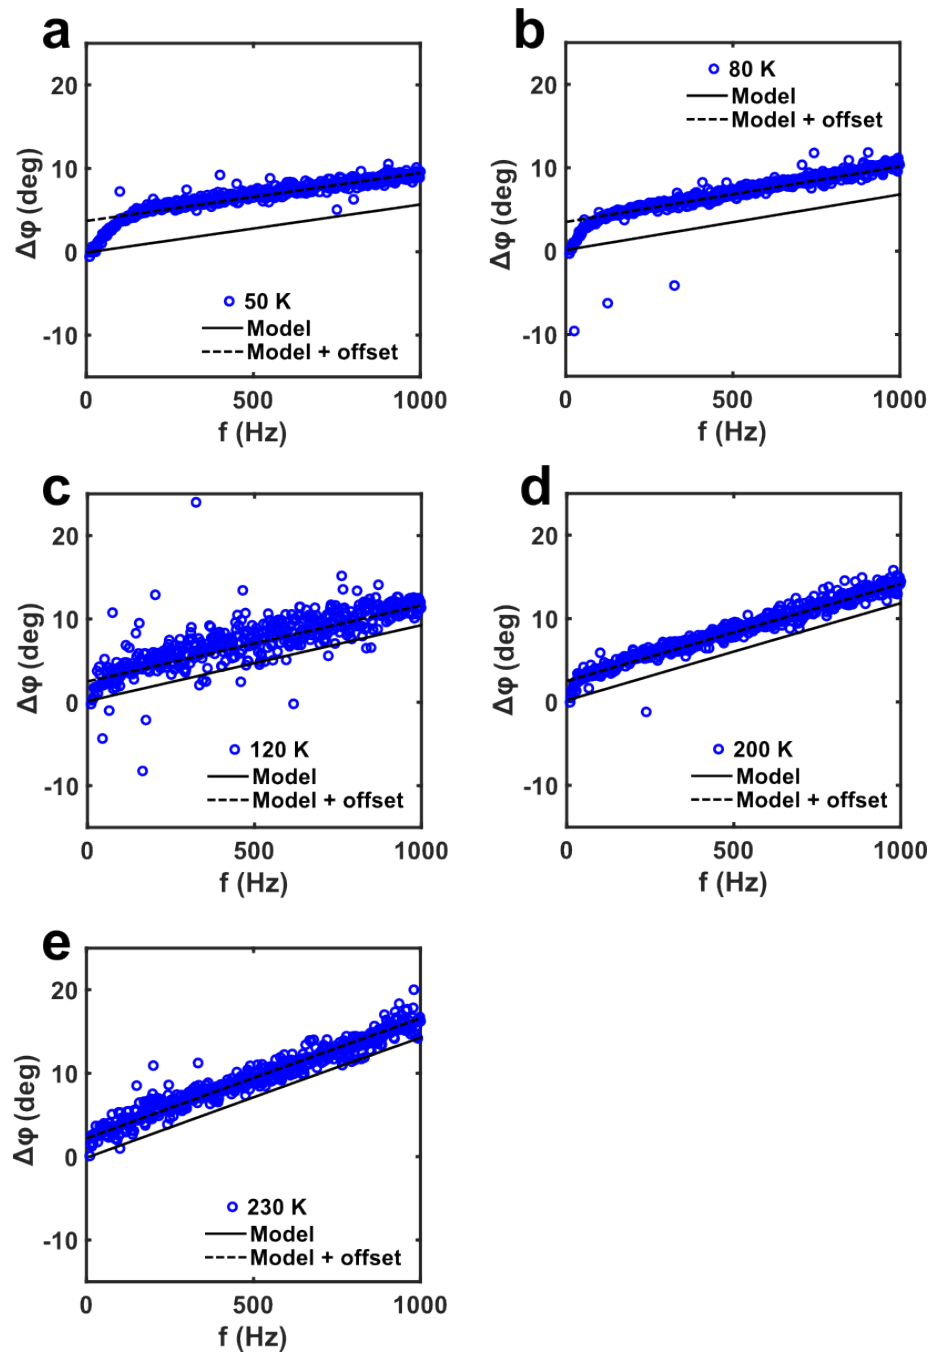 a
20
10
0
-10
Δφ (deg)
50 K
Model
Model + offset
0
500
1000
f (Hz)
b
20
10
0
-10
Δφ (deg)
80 K
Model
Model + offset
0
500
1000
f (Hz)
c
20
10
0
-10
Δφ (deg)
120 K
Model
Model + offset
0
500
1000
f (Hz)
d
20
10
0
-10
Δφ (deg)
200 K
Model
Model + offset
0
500
1000
f (Hz)
e
20
10
0
-10
Δφ (deg)
230 K
Model
Model + offset
0
500
1000
f (Hz)